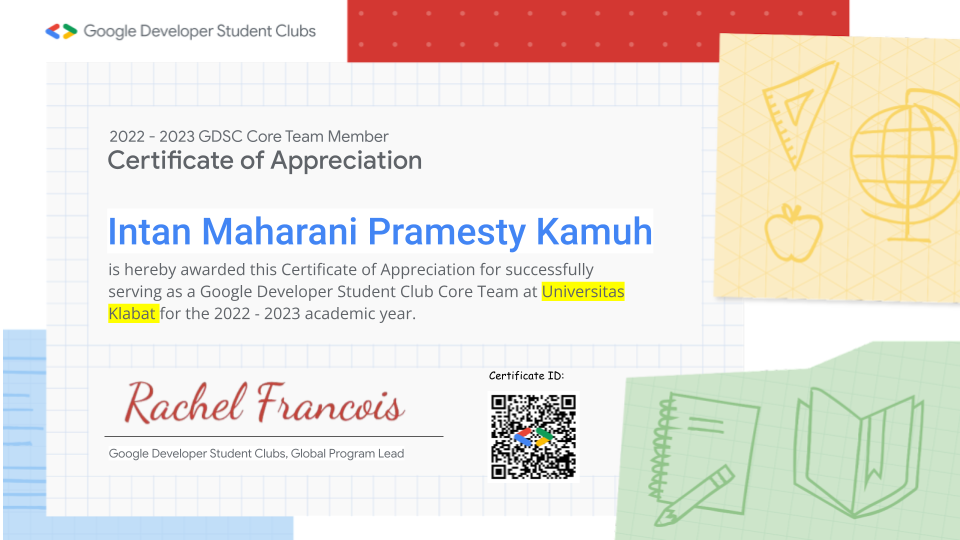 Google Developer Student Clubs
2022 - 2023 GDSC Core Team Member
Certificate of Appreciation
Intan Maharani Pramesty Kamuh
is hereby awarded this Certificate of Appreciation for successfully
serving as a Google Developer Student Club Core Team at Universitas
Klabat for the 2022 - 2023 academic year.
Certificate ID:
Rachel Francois
Google Developer Student Clubs, Global Program Lead